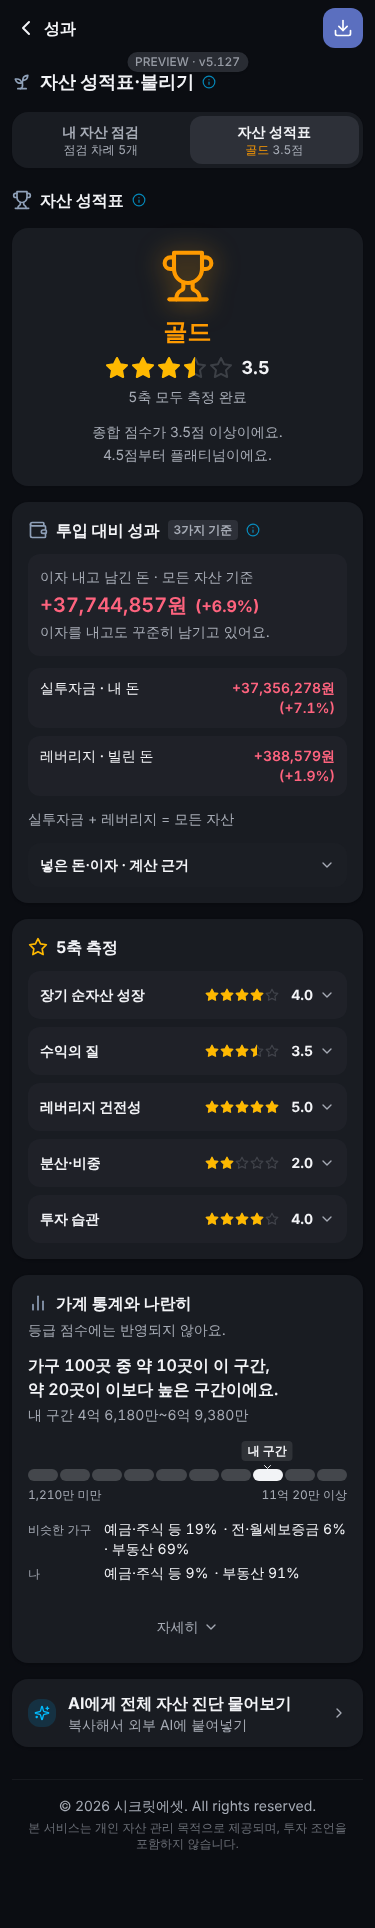 성과
PREVIEW · v5.127
자산 성적표·불리기
내 자산 점검
점검 차례 5개
자산 성적표
골드 3.5점
자산 성적표
골드
3.5
5축 모두 측정 완료
종합 점수가 3.5점 이상이에요.
4.5점부터 플래티넘이에요.
투입 대비 성과 3가지 기준
이자 내고 남긴 돈 · 모든 자산 기준
+37,744,857원 (+6.9%)
이자를 내고도 꾸준히 남기고 있어요.
실투자금 · 내 돈 +37,356,278원
(+7.1%)
레버리지 · 빌린 돈 +388,579원
(+1.9%)
실투자금 + 레버리지 = 모든 자산
넣은 돈·이자 · 계산 근거
5축 측정
장기 순자산 성장 4.0
수익의 질 3.5
레버리지 건전성 5.0
분산·비중 2.0
투자 습관 4.0
가계 통계와 나란히
등급 점수에는 반영되지 않아요.
가구 100곳 중 약 10곳이 이 구간,
약 20곳이 이보다 높은 구간이에요.
내 구간 4억 6,180만~6억 9,380만
내 구간
1,210만 미만 11억 20만 이상
비슷한 가구 예금·주식 등 19% · 전·월세보증금 6%
· 부동산 69%
나 예금·주식 등 9% · 부동산 91%
자세히
AI에게 전체 자산 진단 물어보기
복사해서 외부 AI에 붙여넣기
© 2026 시크릿에셋. All rights reserved.
본 서비스는 개인 자산 관리 목적으로 제공되며, 투자 조언을
포함하지 않습니다.